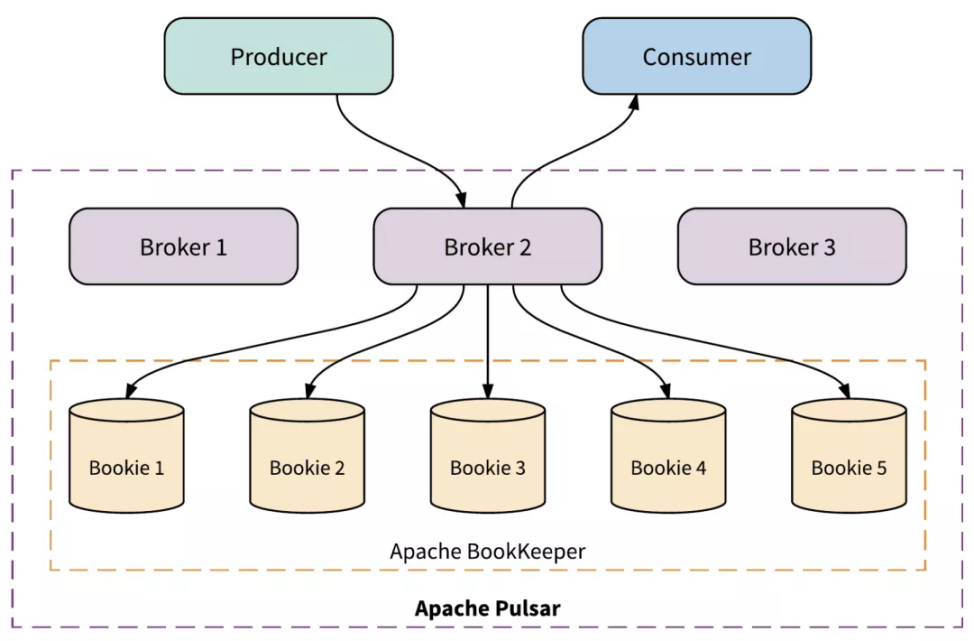 Producer
Consumer
Broker 1
Broker 2
Broker 3
Bookie 1
Bookie 2
Bookie 3
Bookie 4
Bookie 5
Apache BookKeeper
Apache Pulsar